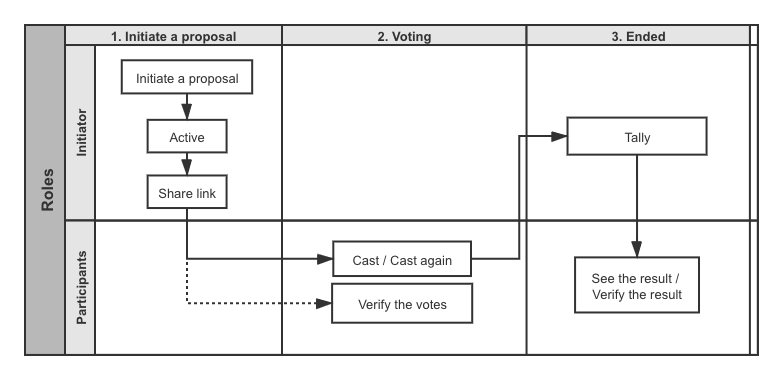 1. Initiate a proposal
2. Voting
3. Ended
Roles
Initiator
Initiate a proposal
Active
Share link
Tally
Participants
Cast / Cast again
Verify the votes
See the result /
Verify the result